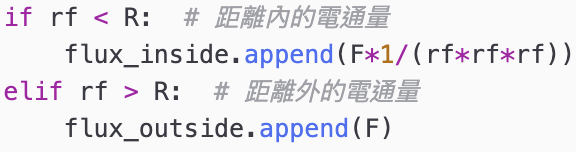 if rf < R:  # 距離內的電通量
    flux_inside.append(F*1/(rf*rf*rf))
elif rf > R:  # 距離外的電通量
    flux_outside.append(F)